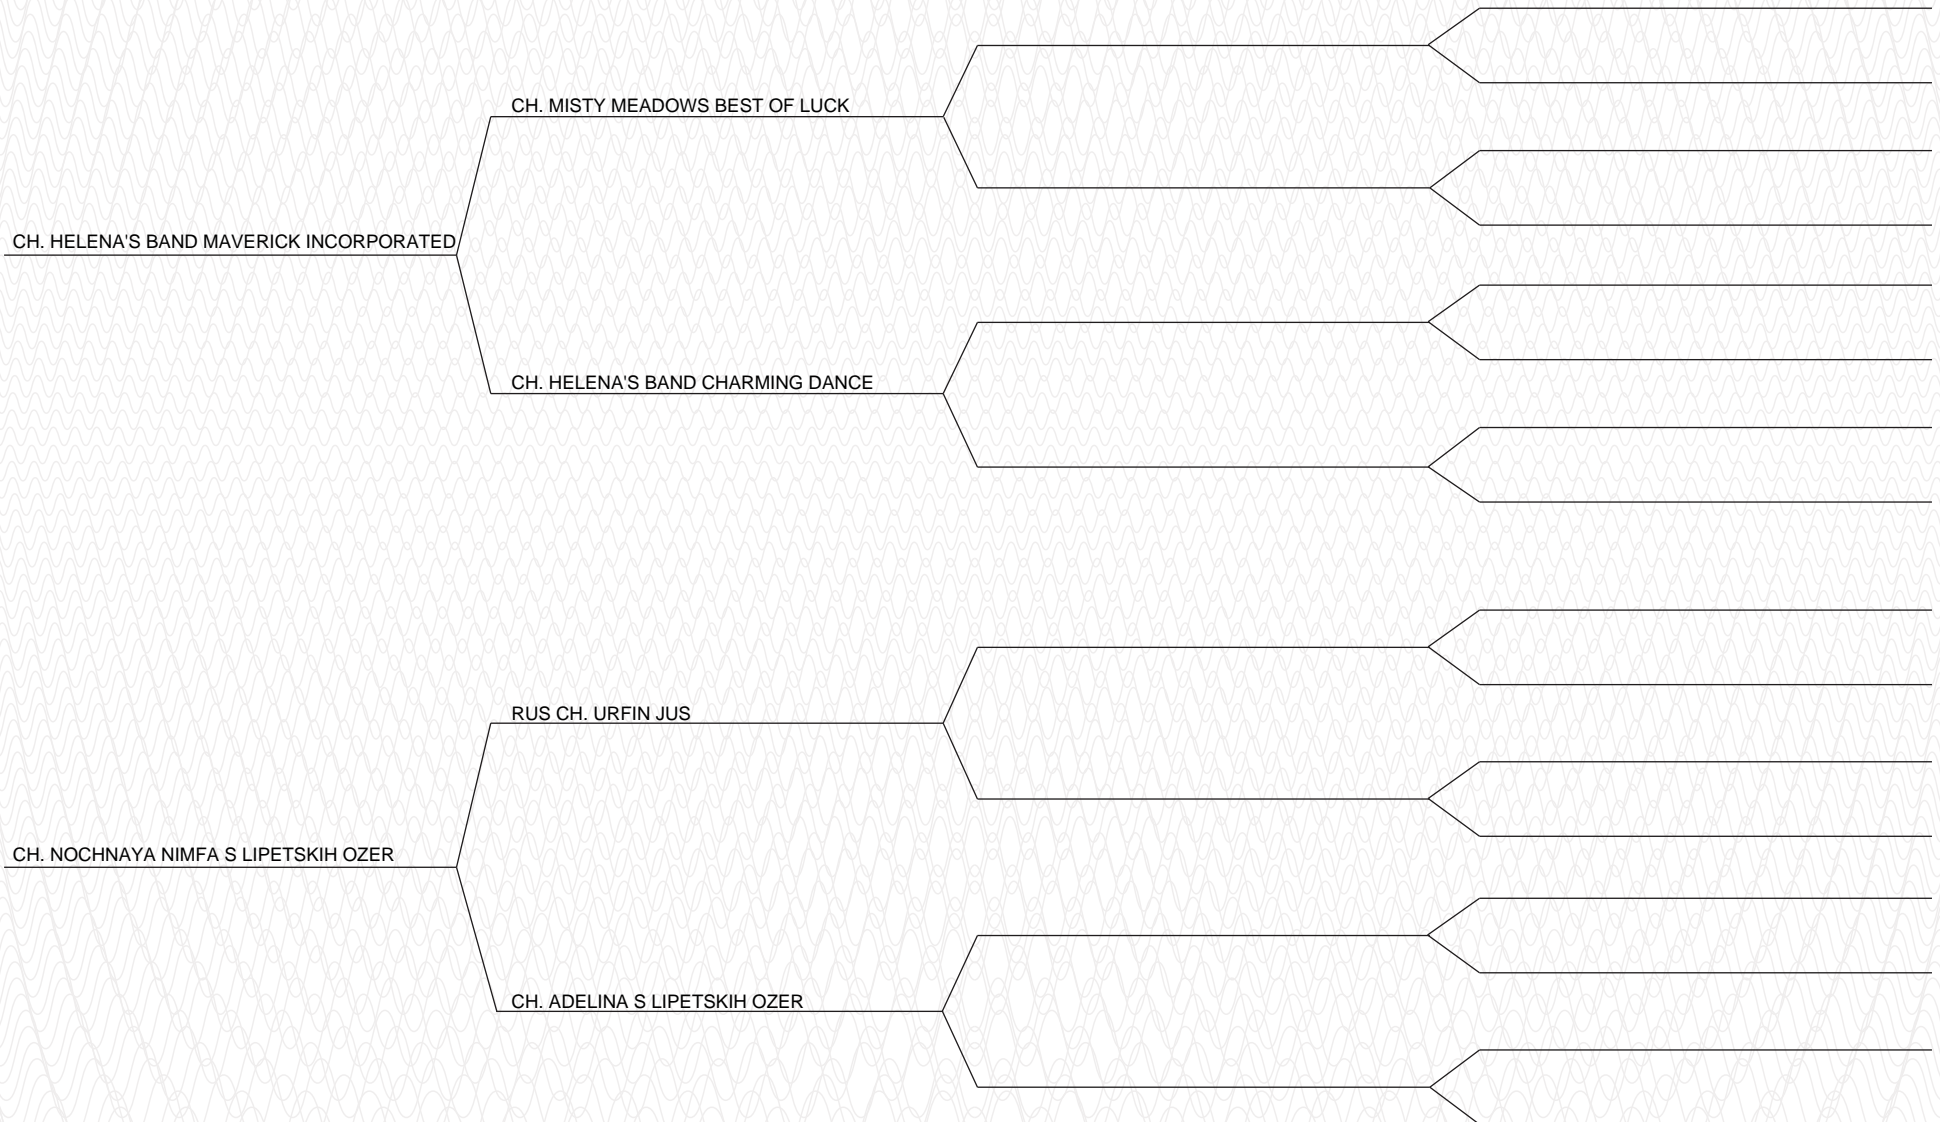 CH. MISTY MEADOWS BEST OF LUCK
CH. HELENA'S BAND MAVERICK INCORPORATED
CH. HELENA'S BAND CHARMING DANCE
RUS CH. URFIN JUS
CH. NOCHNAYA NIMFA S LIPETSKIH OZER
CH. ADELINA S LIPETSKIH OZER